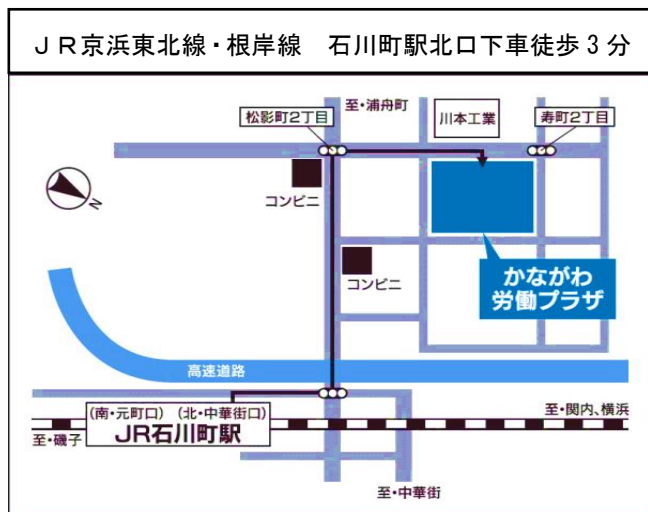 JR京浜東北線・根岸線　石川町駅北口下車徒歩3分
至・浦舟町
松影町2丁目
川本工業
寿町2丁目
N
コンビニ
コンビニ
かながわ
労働プラザ
高速道路
(南・元町口)　(北・中華街口)
JR石川町駅
至・関内、横浜
至・磯子
至・中華街